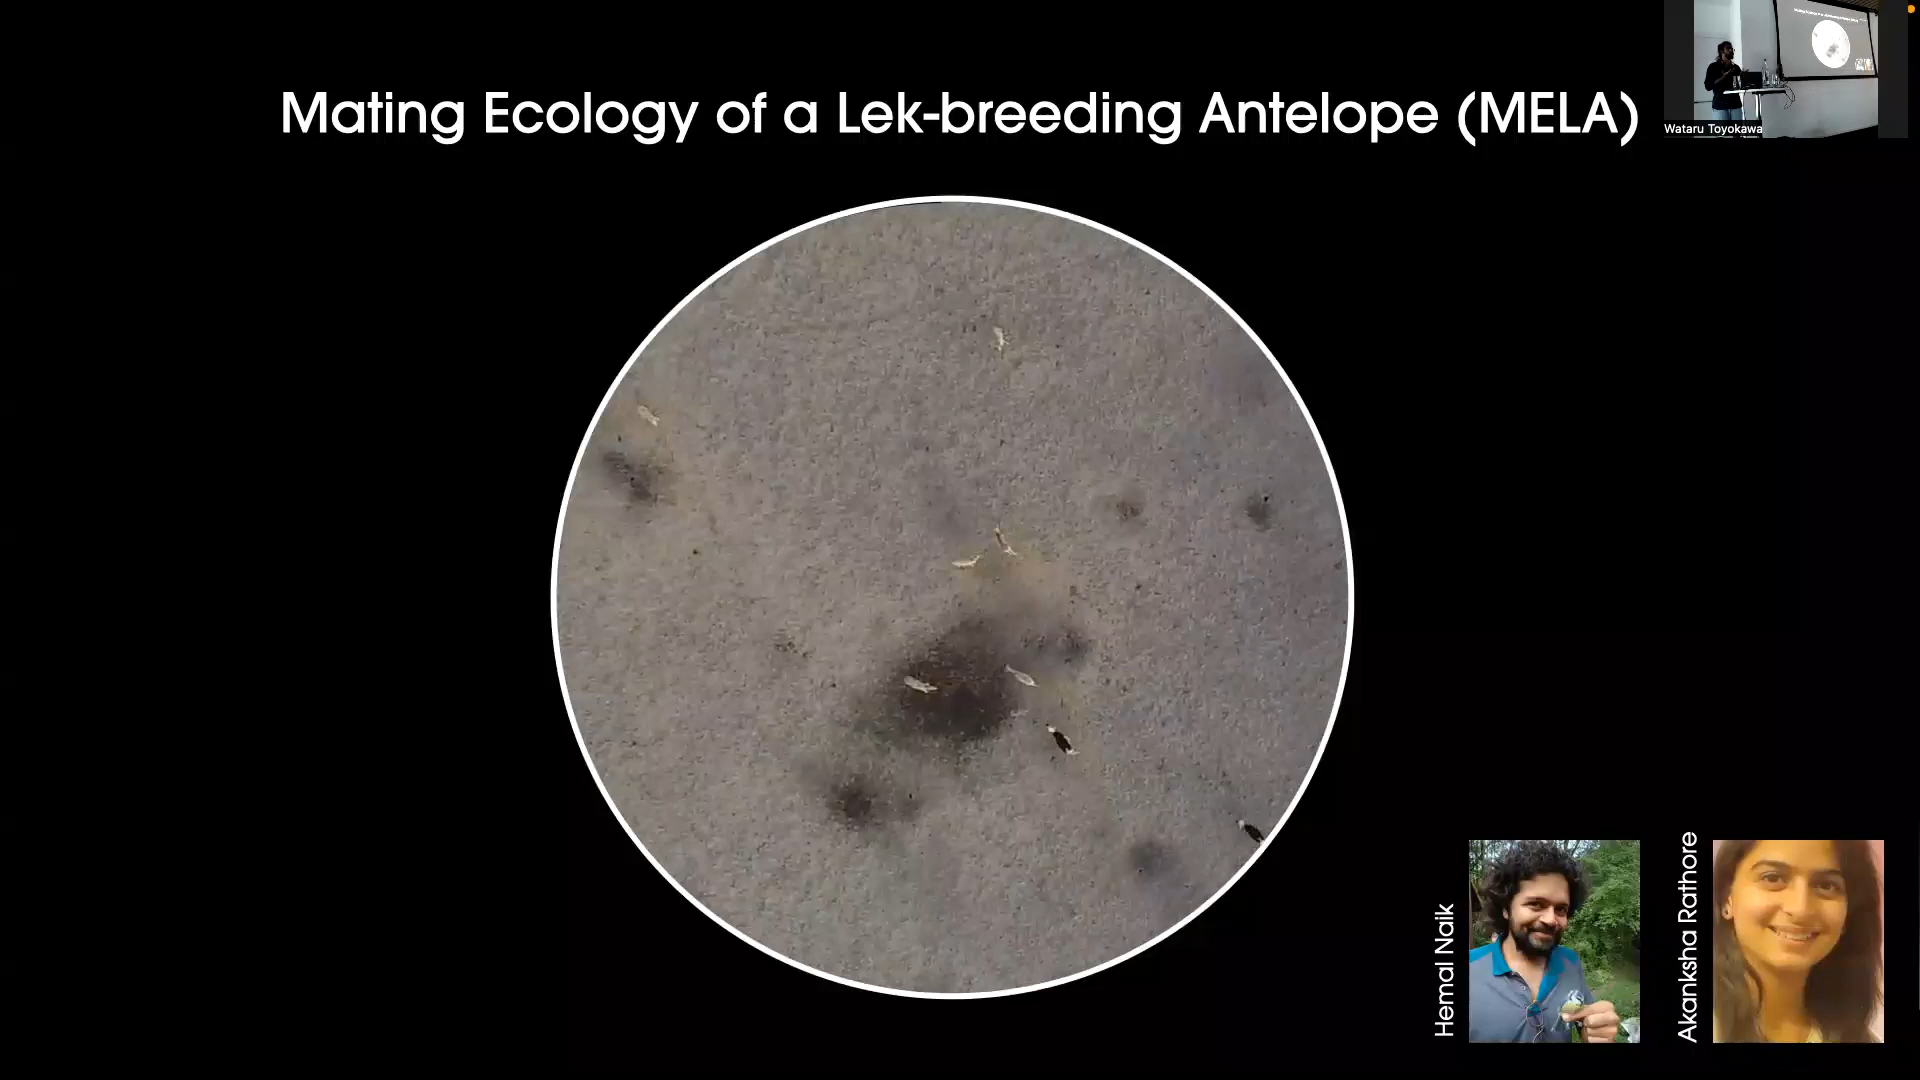 Mating Ecology of a Lek-breeding Antelope (MELA)
Wataru Toyokawa
Hemal Naik
Akanksha Rathore